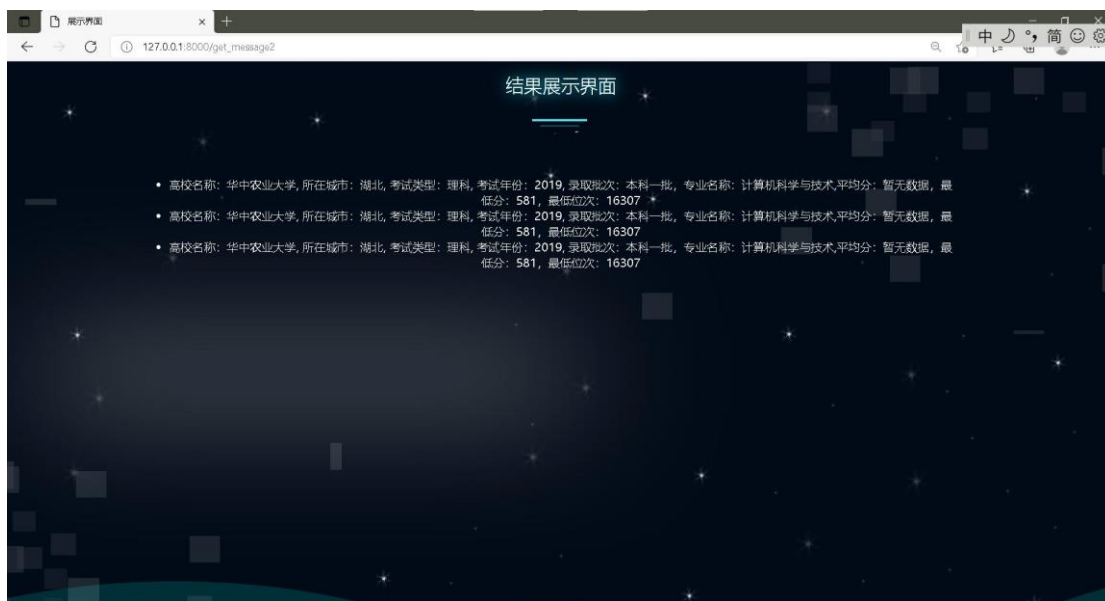 展示界面
127.0.0.1:8000/get_message2
中 简
结果展示界面
• 高校名称：华中农业大学, 所在城市：湖北, 考试类型：理科, 考试年份：2019, 录取批次：本科一批，专业名称：计算机科学与技术,平均分：暂无数据，最
低分：581，最低位次：16307
• 高校名称：华中农业大学, 所在城市：湖北, 考试类型：理科, 考试年份：2019, 录取批次：本科一批，专业名称：计算机科学与技术,平均分：暂无数据，最
低分：581，最低位次：16307
• 高校名称：华中农业大学, 所在城市：湖北, 考试类型：理科, 考试年份：2019, 录取批次：本科一批，专业名称：计算机科学与技术,平均分：暂无数据，最
低分：581，最低位次：16307